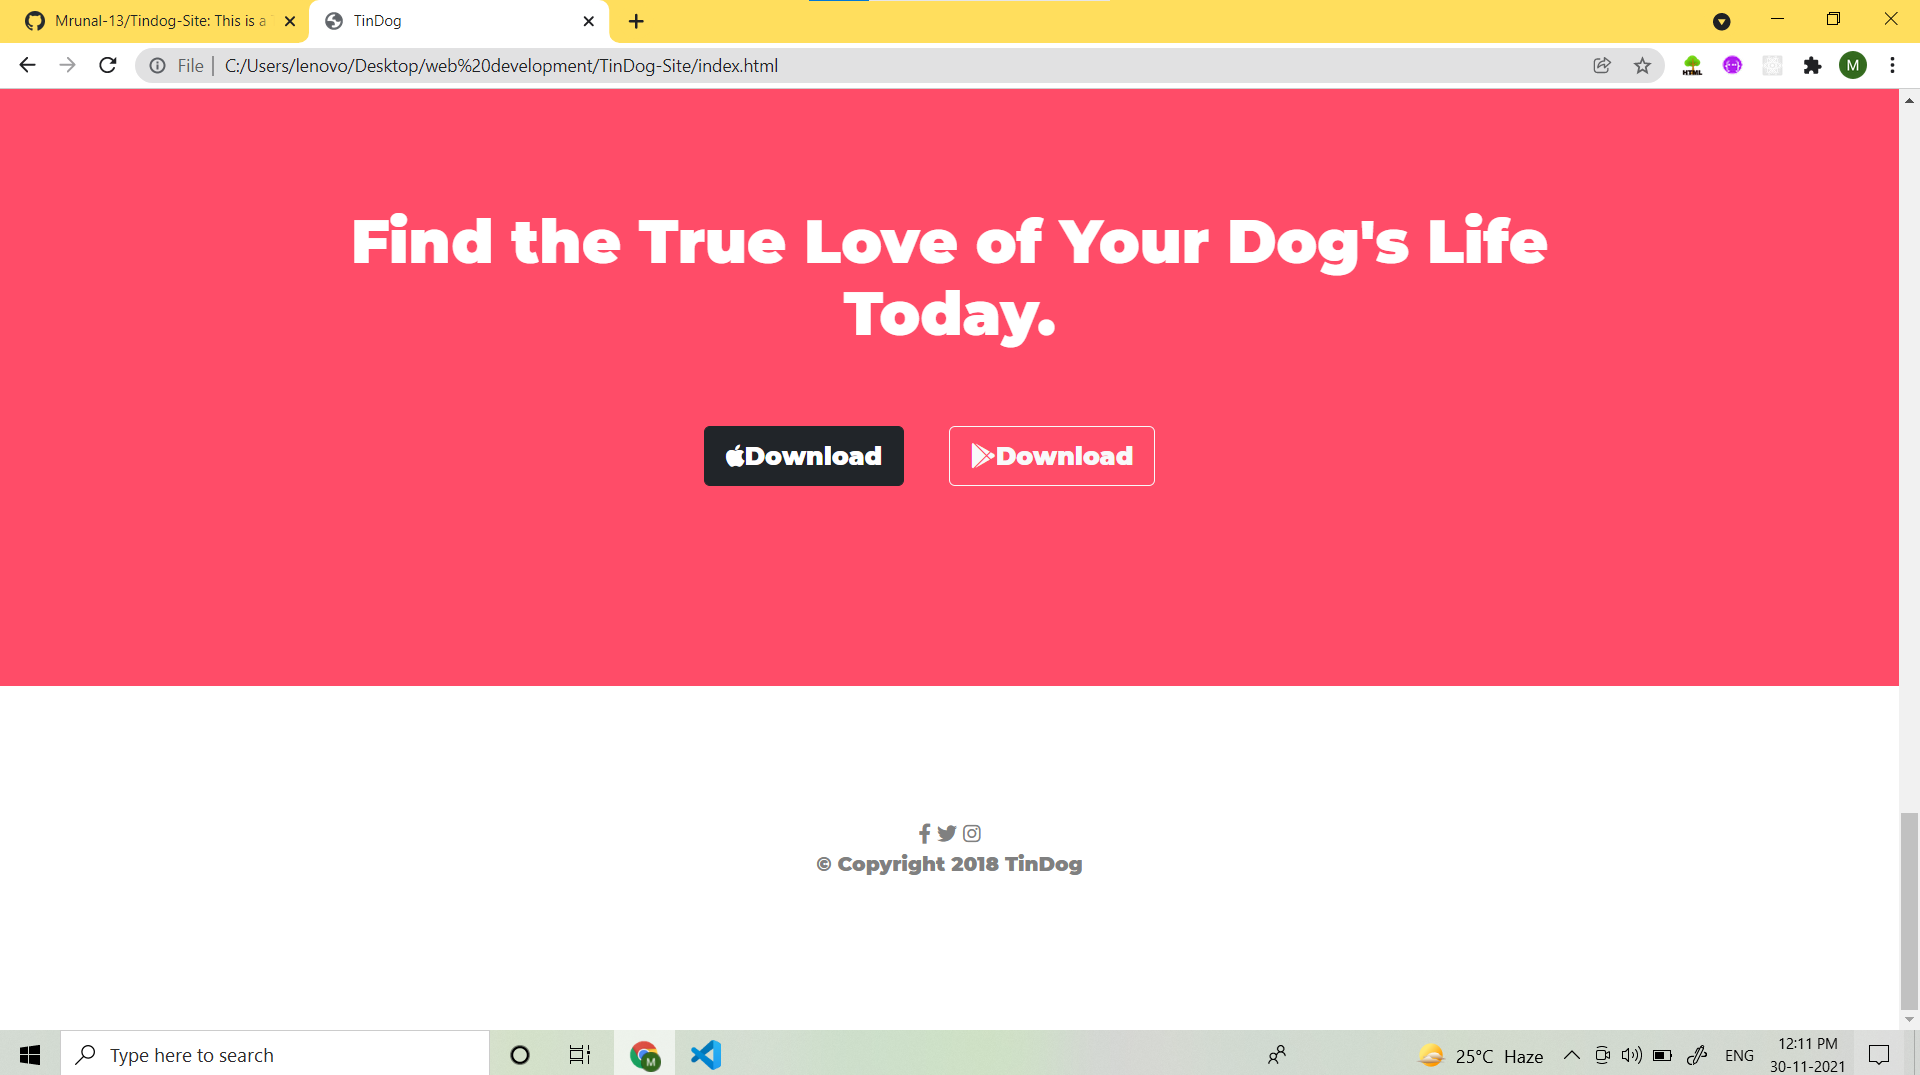 Mrunal-13/Tindog-Site: This is a
TinDog
File
C:/Users/lenovo/Desktop/web%20development/TinDog-Site/index.html
HTML
M
Find the True Love of Your Dog's Life
Today.
Download
Download
© Copyright 2018 TinDog
Type here to search
M
25°C Haze
ENG
12:11 PM
30-11-2021